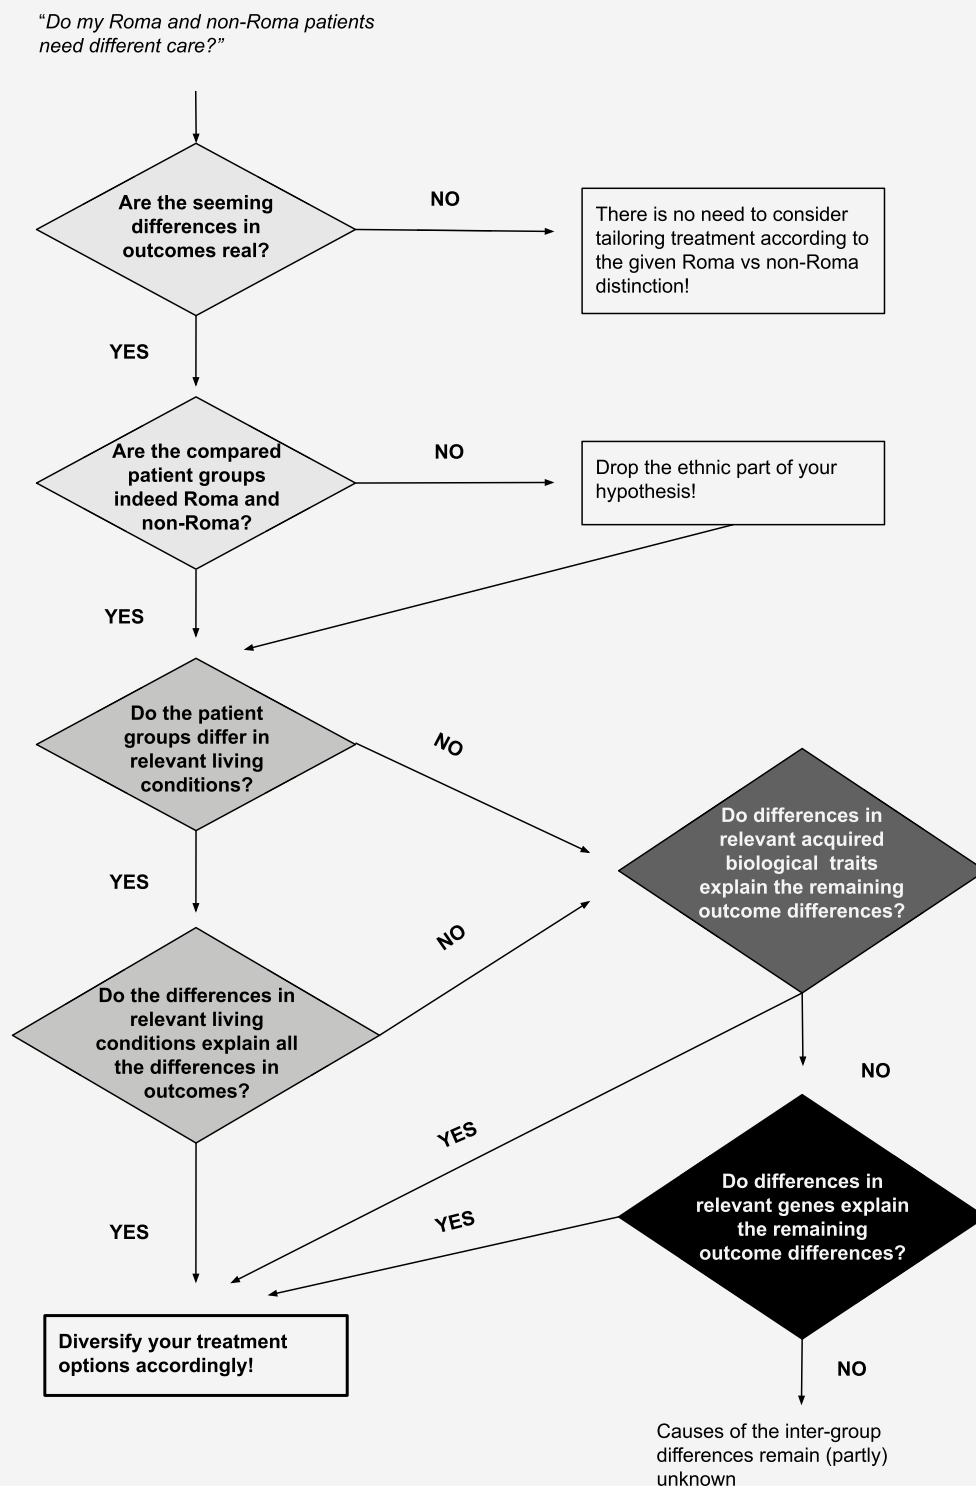 “Do my Roma and non-Roma patients
need different care?”
Are the seeming
differences in
outcomes real?
NO
There is no need to consider
tailoring treatment according to
the given Roma vs non-Roma
distinction!
YES
Are the compared
patient groups
indeed Roma and
non-Roma?
NO
Drop the ethnic part of your
hypothesis!
YES
Do the patient
groups differ in
relevant living
conditions?
NO
Do differences in
relevant acquired
biological traits
explain the remaining
outcome differences?
YES
NO
Do the differences in
relevant living
conditions explain all
the differences in
outcomes?
NO
YES
Do differences in
relevant genes explain
the remaining
outcome differences?
YES
YES
Diversify your treatment
options accordingly!
NO
Causes of the inter-group
differences remain (partly)
unknown